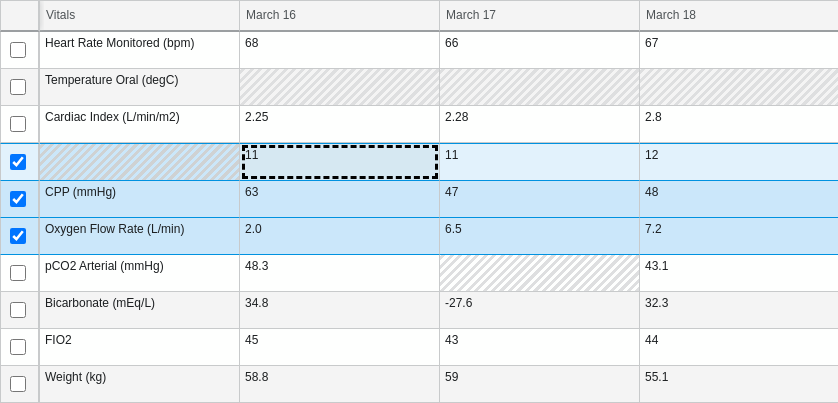 Vitals March 16 March 17 March 18
Heart Rate Monitored (bpm) 68 66 67
Temperature Oral (degC)
Cardiac Index (L/min/m2) 2.25 2.28 2.8
11 11 12
CPP (mmHg) 63 47 48
Oxygen Flow Rate (L/min) 2.0 6.5 7.2
pCO2 Arterial (mmHg) 48.3 43.1
Bicarbonate (mEq/L) 34.8 -27.6 32.3
FIO2 45 43 44
Weight (kg) 58.8 59 55.1